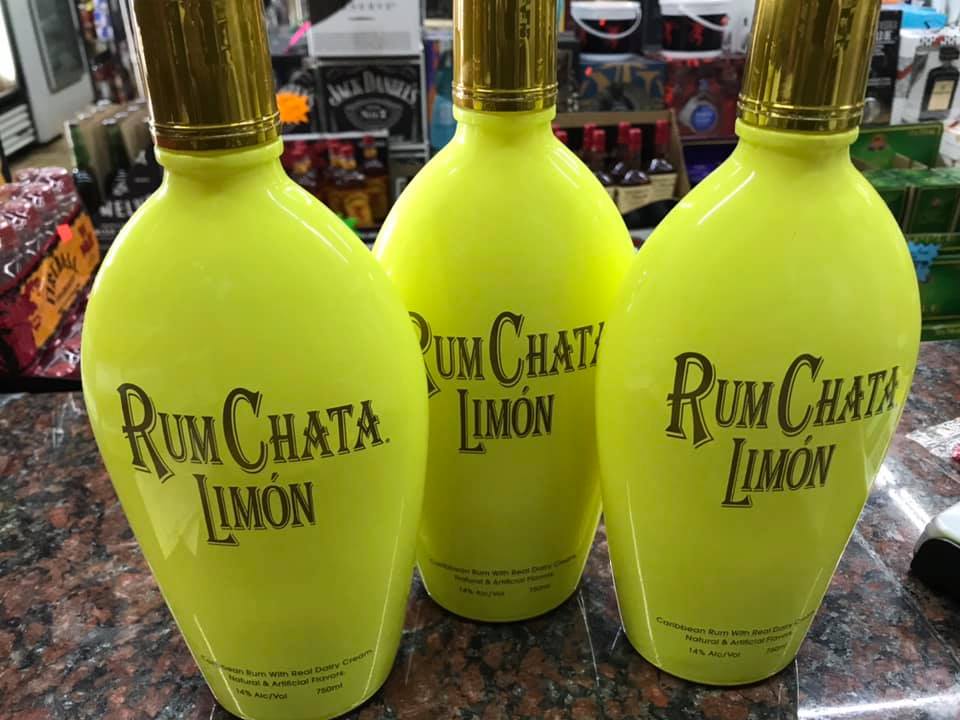 JACK DANIEL'S
FIREBALL
RUMCHATA
LIMÓN
Caribbean Rum With Real Dairy Cream,
Natural & Artificial Flavors
14% Alc/Vol 750ml
RUMCHATA
LIMÓN
Caribbean Rum With Real Dairy Cream
Natural & Artificial Flavors
14% Alc/Vol 750ml
RUMCHATA
LIMÓN
Caribbean Rum With Real Dairy Cream
Natural & Artificial Flavors
14% Alc/Vol 750ml